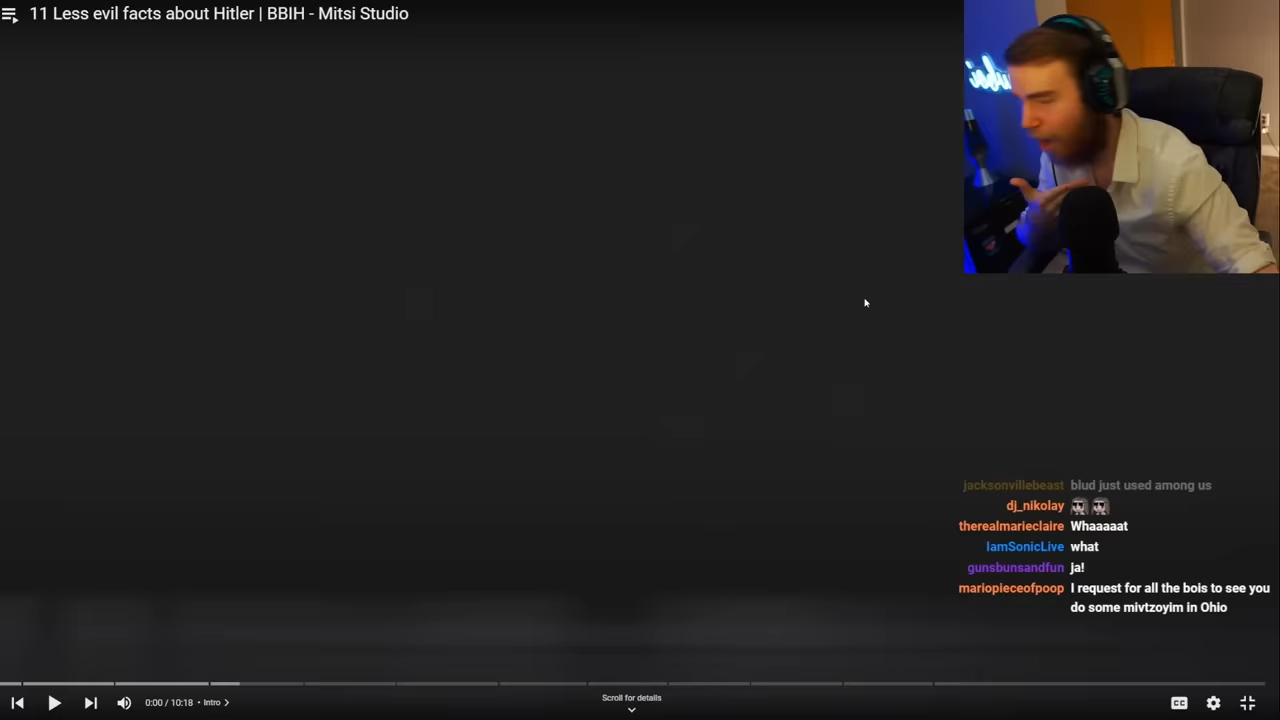 11 Less evil facts about Hitler | BBIH - Mitsi Studio
jacksonvillebeast blud just used among us
dj_nikolay
therealmarieclaire Whaaaaat
IamSonicLive what
gunsbunsandfun ja!
mariopieceofpoop I request for all the bois to see you
do some mivtzoyim in Ohio
Scroll for details
0:00 / 10:18 • Intro
CC